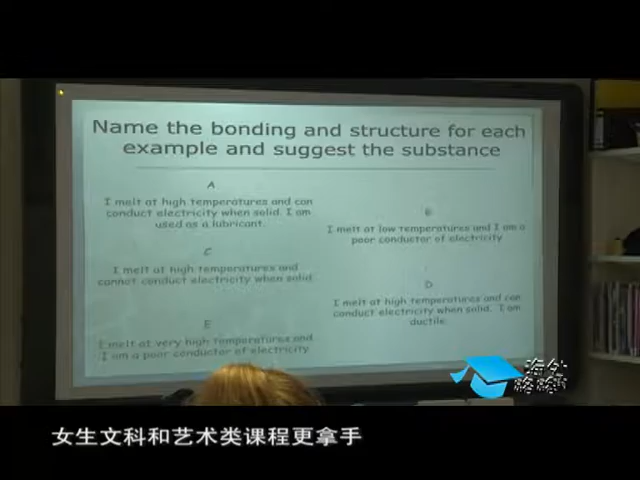 Name the bonding and structure for each
example and suggest the substance
A
I melt at high temperatures and can
conduct electricity when solid. I am
used as a lubricant.
B
I melt at low temperatures and I am a
poor conductor of electricity
C
I melt at high temperatures and
cannot conduct electricity when solid
D
I melt at high temperatures and can
conduct electricity when solid. I am
ductile.
E
I melt at very high temperatures and
I am a poor conductor of electricity
海外
女生文科和艺术类课程更拿手